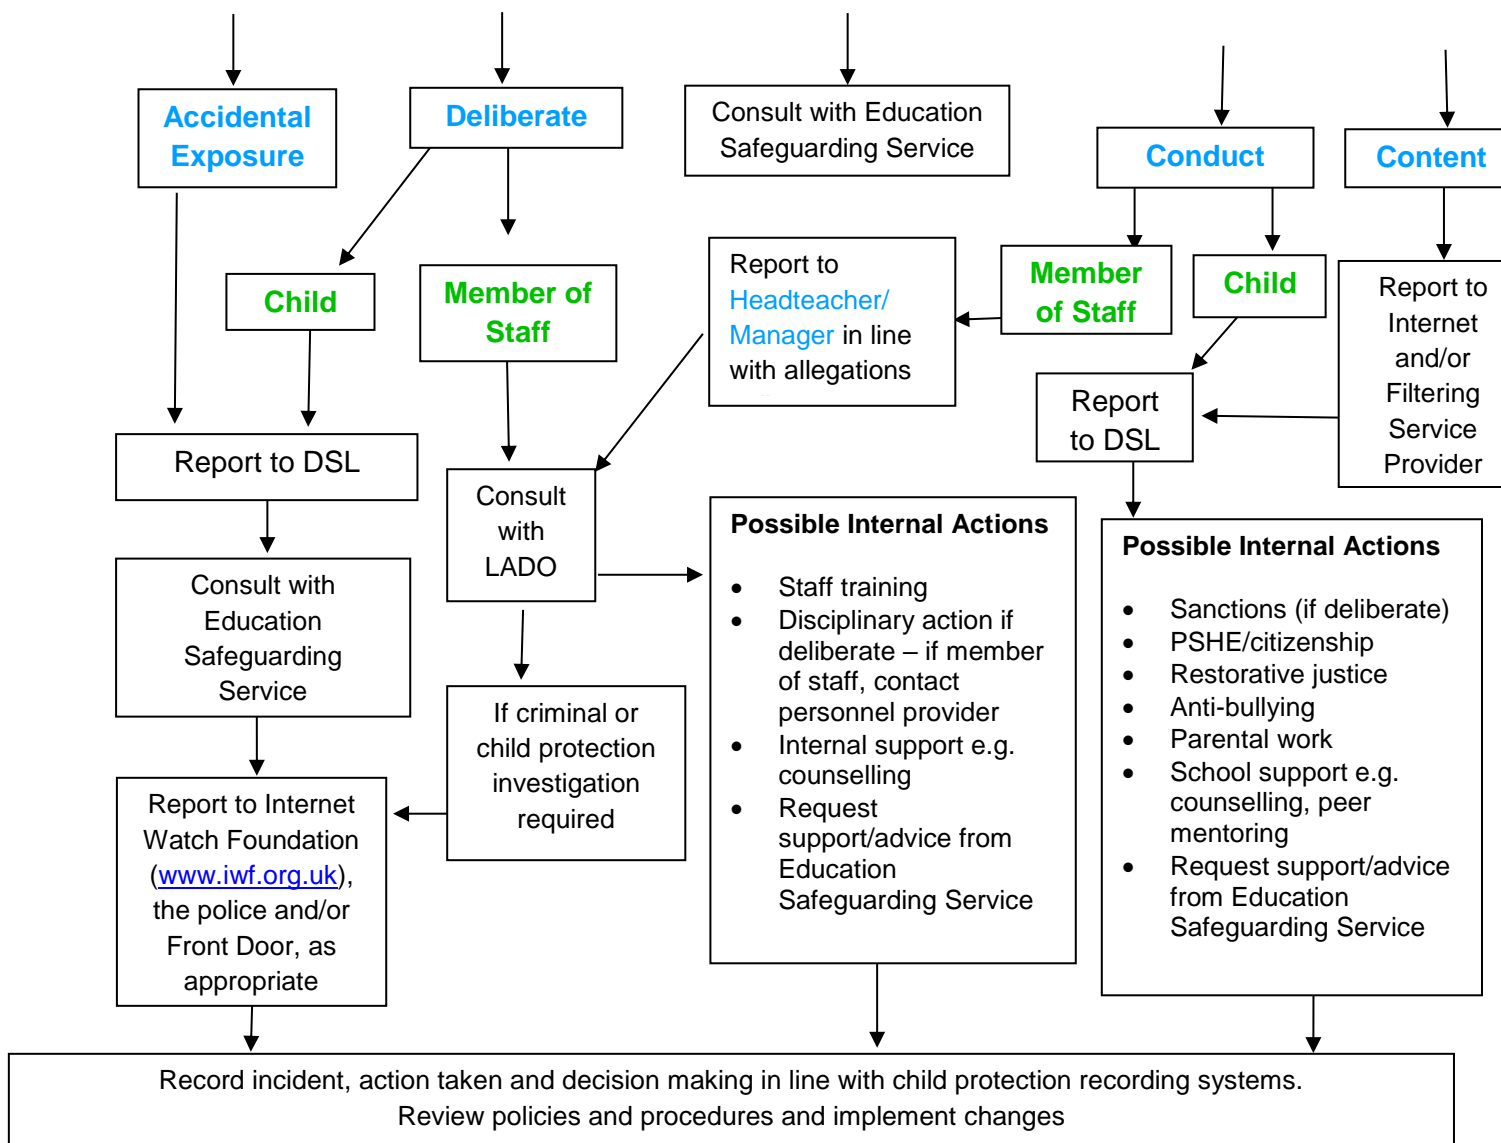 Accidental
Exposure
Deliberate
Consult with Education
Safeguarding Service
Conduct
Content
Child
Member of
Staff
Report to
Headteacher/
Manager in line
with allegations
Member
of Staff
Child
Report to
Internet
and/or
Filtering
Service
Provider
Report to DSL
Consult
with
LADO
Report
to DSL
Consult with
Education
Safeguarding
Service
If criminal or
child protection
investigation
required
Possible Internal Actions
• Staff training
• Disciplinary action if
deliberate – if member
of staff, contact
personnel provider
• Internal support e.g.
counselling
• Request
support/advice from
Education
Safeguarding Service
Possible Internal Actions
• Sanctions (if deliberate)
• PSHE/citizenship
• Restorative justice
• Anti-bullying
• Parental work
• School support e.g.
counselling, peer
mentoring
• Request support/advice
from Education
Safeguarding Service
Report to Internet
Watch Foundation
(www.iwf.org.uk),
the police and/or
Front Door, as
appropriate
Record incident, action taken and decision making in line with child protection recording systems.
Review policies and procedures and implement changes